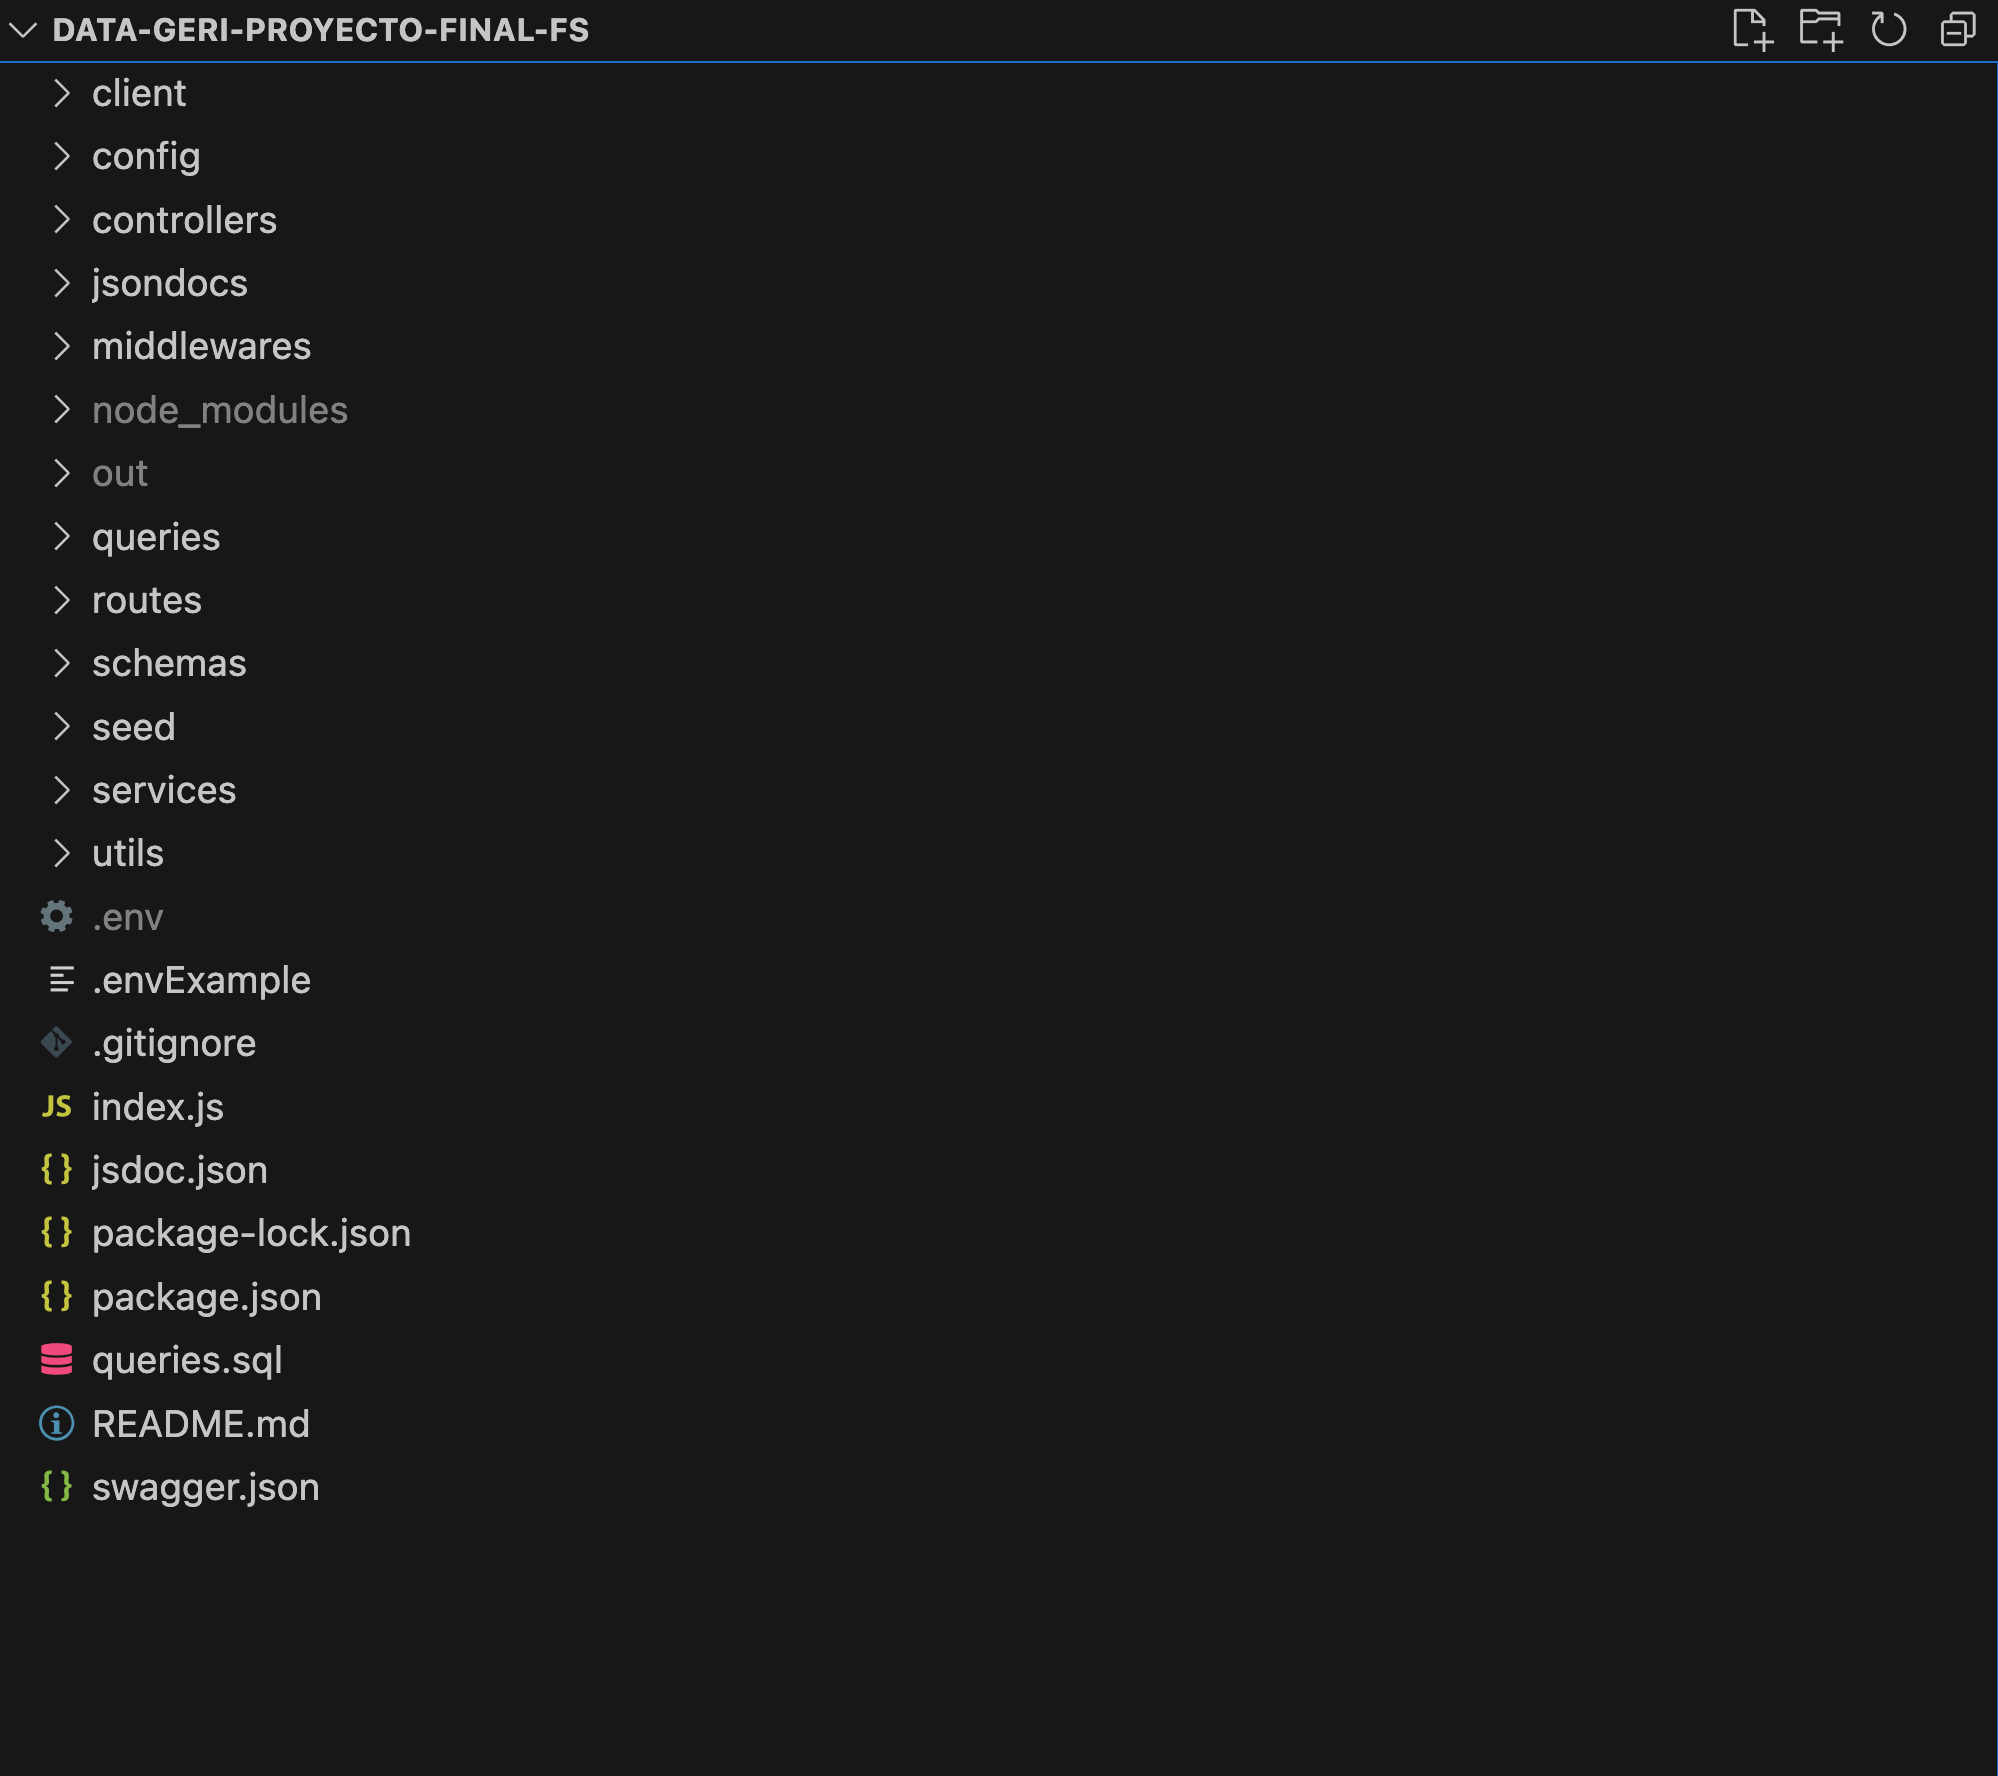 DATA-GERI-PROYECTO-FINAL-FS
client
config
controllers
jsondocs
middlewares
node_modules
out
queries
routes
schemas
seed
services
utils
.env
.envExample
.gitignore
JS index.js
{} jsdoc.json
{} package-lock.json
{} package.json
queries.sql
README.md
{} swagger.json